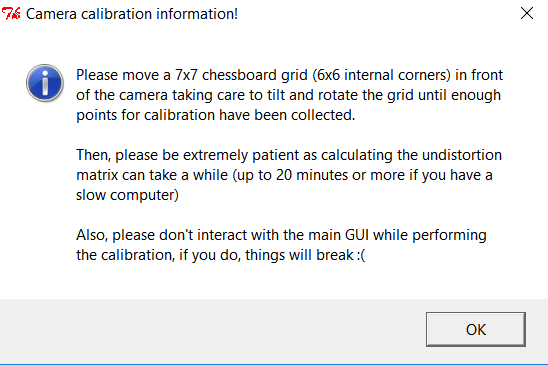 Camera calibration information!
Please move a 7x7 chessboard grid (6x6 internal corners) in front
of the camera taking care to tilt and rotate the grid until enough
points for calibration have been collected.
Then, please be extremely patient as calculating the undistortion
matrix can take a while (up to 20 minutes or more if you have a
slow computer)
Also, please don't interact with the main GUI while performing
the calibration, if you do, things will break :(
OK